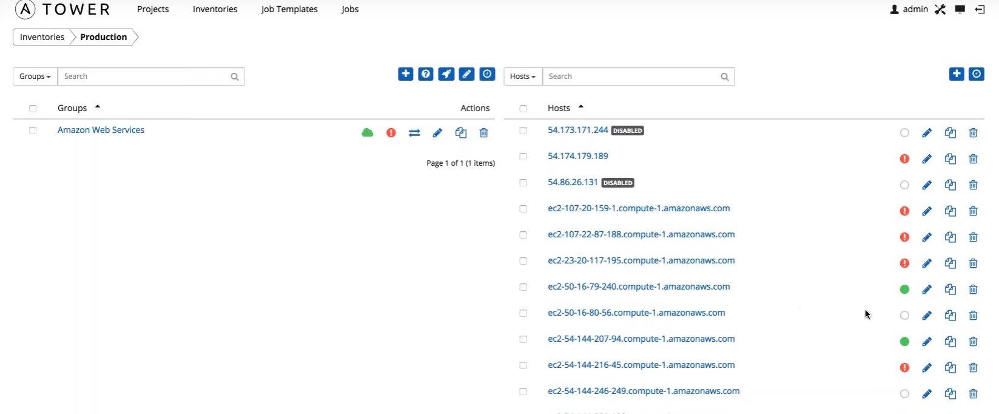 A TOWER Projects Inventories Job Templates Jobs admin
Inventories Production
Groups Search Hosts Search
Groups Actions Hosts
Amazon Web Services 54.173.171.244 DISABLED
54.174.179.189
Page 1 of 1 (1 items)
54.86.26.131 DISABLED
ec2-107-20-159-1.compute-1.amazonaws.com
ec2-107-22-87-188.compute-1.amazonaws.com
ec2-23-20-117-195.compute-1.amazonaws.com
ec2-50-16-79-240.compute-1.amazonaws.com
ec2-50-16-80-56.compute-1.amazonaws.com
ec2-54-144-207-94.compute-1.amazonaws.com
ec2-54-144-216-45.compute-1.amazonaws.com
ec2-54-144-246-249.compute-1.amazonaws.com